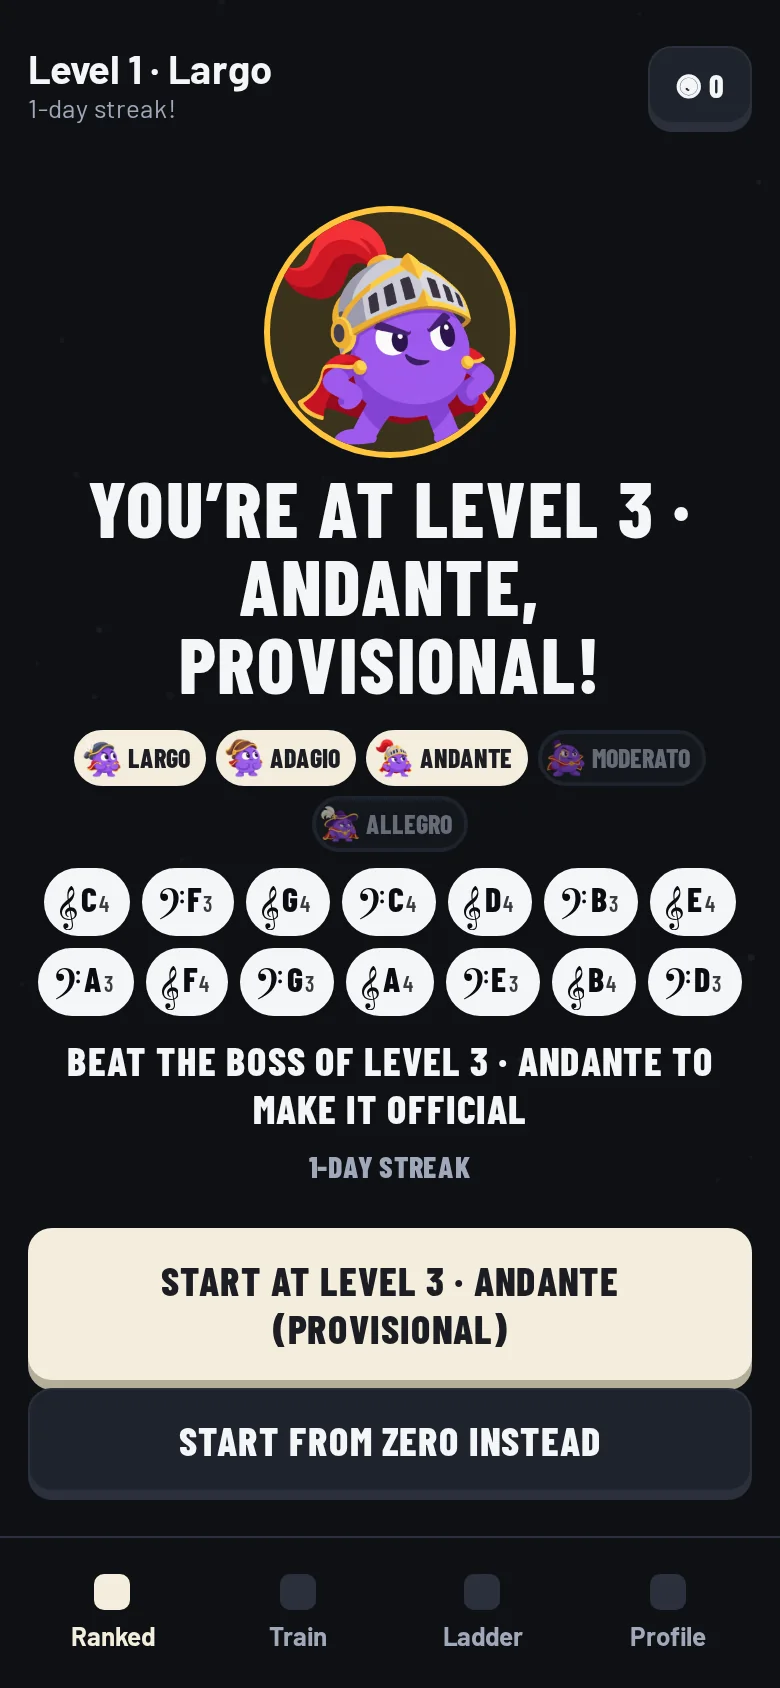 Level 1 · Largo
1-day streak!
0
YOU’RE AT LEVEL 3 ·
ANDANTE,
PROVISIONAL!
LARGO ADAGIO ANDANTE MODERATO
ALLEGRO
𝄞C4 𝄢F3 𝄞G4 𝄢C4 𝄞D4 𝄢B3 𝄞E4
𝄢A3 𝄞F4 𝄢G3 𝄞A4 𝄢E3 𝄞B4 𝄢D3
BEAT THE BOSS OF LEVEL 3 · ANDANTE TO
MAKE IT OFFICIAL
1-DAY STREAK
START AT LEVEL 3 · ANDANTE
(PROVISIONAL)
START FROM ZERO INSTEAD
Ranked Train Ladder Profile